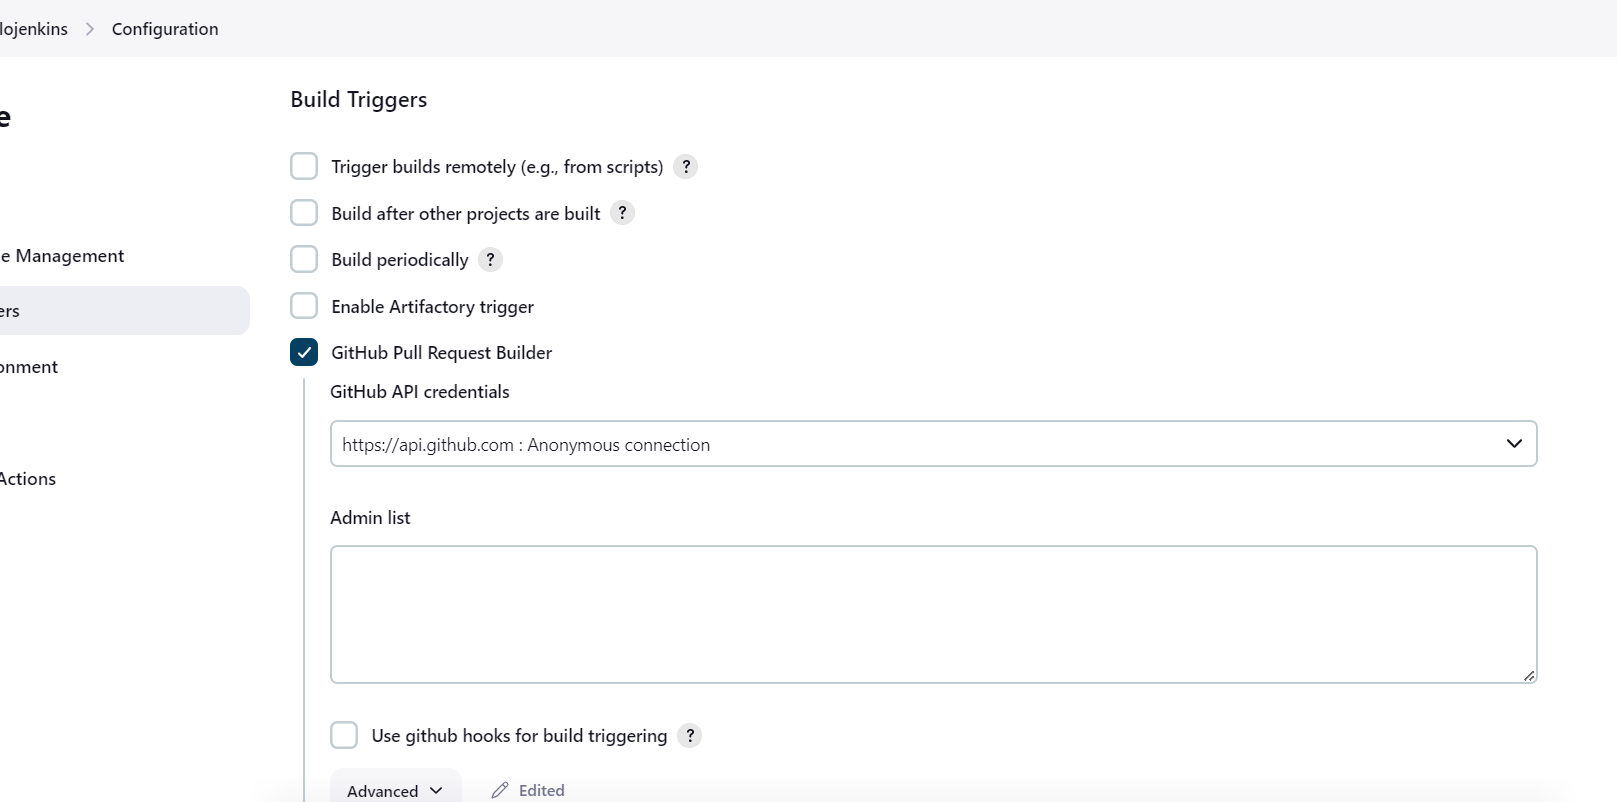 lojenkins > Configuration
Build Triggers
e
Trigger builds remotely (e.g., from scripts) ?
Build after other projects are built ?
e Management
Build periodically ?
ers
Enable Artifactory trigger
GitHub Pull Request Builder
onment
GitHub API credentials
https://api.github.com : Anonymous connection
Actions
Admin list
Use github hooks for build triggering ?
Advanced
Edited